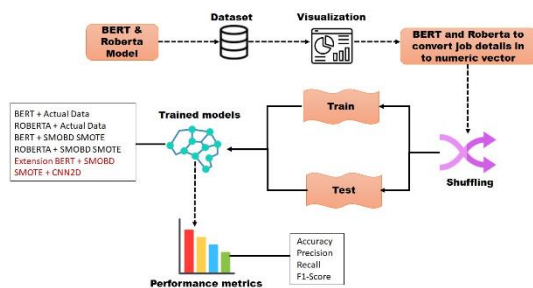 BERT &
Roberta
Model
Dataset
Visualization
BERT and Roberta to
convert job details in
to numeric vector
Trained models
Train
Test
Shuffling
BERT + Actual Data
ROBERTA + Actual Data
BERT + SMOBD SMOTE
ROBERTA + SMOBD SMOTE
Extension BERT + SMOBD
SMOTE + CNN2D
Performance metrics
Accuracy
Precision
Recall
F1-Score